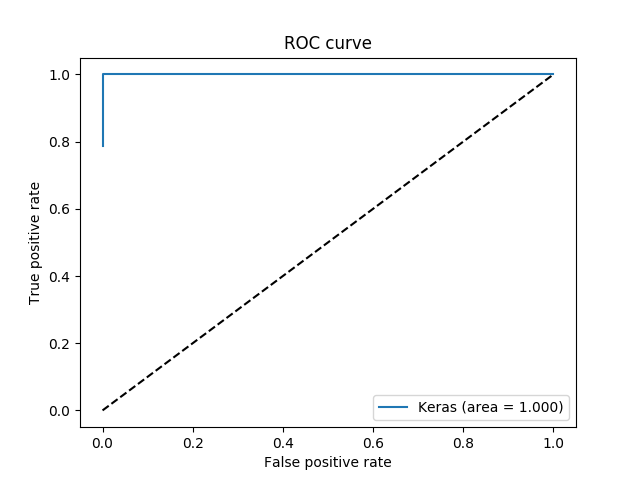 ROC curve
1.0
0.8
0.6
0.4
0.2
0.0
True positive rate
Keras (area = 1.000)
0.0 0.2 0.4 0.6 0.8 1.0
False positive rate